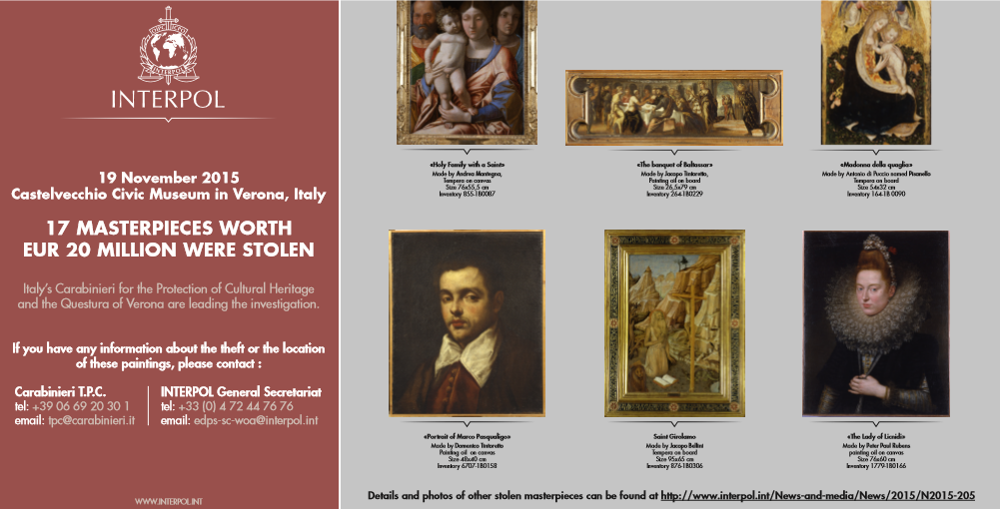 INTERPOL
INTERPOL
19 November 2015
Castelvecchio Civic Museum in Verona, Italy
17 MASTERPIECES WORTH
EUR 20 MILLION WERE STOLEN
Italy's Carabinieri for the Protection of Cultural Heritage
and the Questura of Verona are leading the investigation.
If you have any information about the theft or the location
of these paintings, please contact :
Carabinieri T.P.C.
tel: +39 06 69 20 30 1
email: tpc@carabinieri.it
INTERPOL General Secretariat
tel: +33 (0) 4 72 44 76 76
email: edps-sc-woa@interpol.int
WWW.INTERPOL.INT
«Holy Family with a Saint»
Made by Andrea Mantegna,
Tempera on canvas
Size 76x55,5 cm
Inventory 855-1B0087
«The banquet of Baltassar»
Made by Jacopo Tintoretto,
Painting oil on board
Size 26,5x79 cm
Inventory 264-1B0229
«Madonna della quaglia»
Made by Antonio di Puccio named Pisanello
Tempera on board
Size 54x32 cm
Inventory 164-1B 0090
«Portrait of Marco Pasqualigo»
Made by Domenico Tintoretto
Painting oil on canvas
Size 48x40 cm
Inventory 6707-1B0158
Saint Girolamo
Made by Jacopo Bellini
Tempera on board
Size 95x65 cm
Inventory 876-1B0306
«The Lady of Licnidi»
Made by Peter Paul Rubens
painting oil on canvas
Size 76x60 cm
Inventory 1779-1B0166
Details and photos of other stolen masterpieces can be found at http://www.interpol.int/News-and-media/News/2015/N2015-205